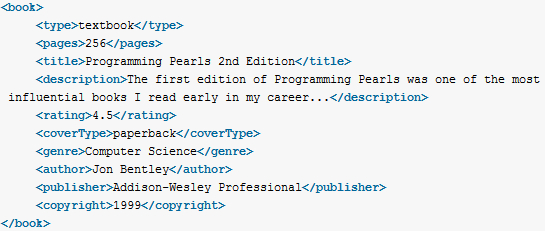 <book>
<type>textbook</type>
<pages>256</pages>
<title>Programming Pearls 2nd Edition</title>
<description>The first edition of Programming Pearls was one of the most
influential books I read early in my career...</description>
<rating>4.5</rating>
<coverType>paperback</coverType>
<genre>Computer Science</genre>
<author>Jon Bentley</author>
<publisher>Addison-Wesley Professional</publisher>
<copyright>1999</copyright>
</book>